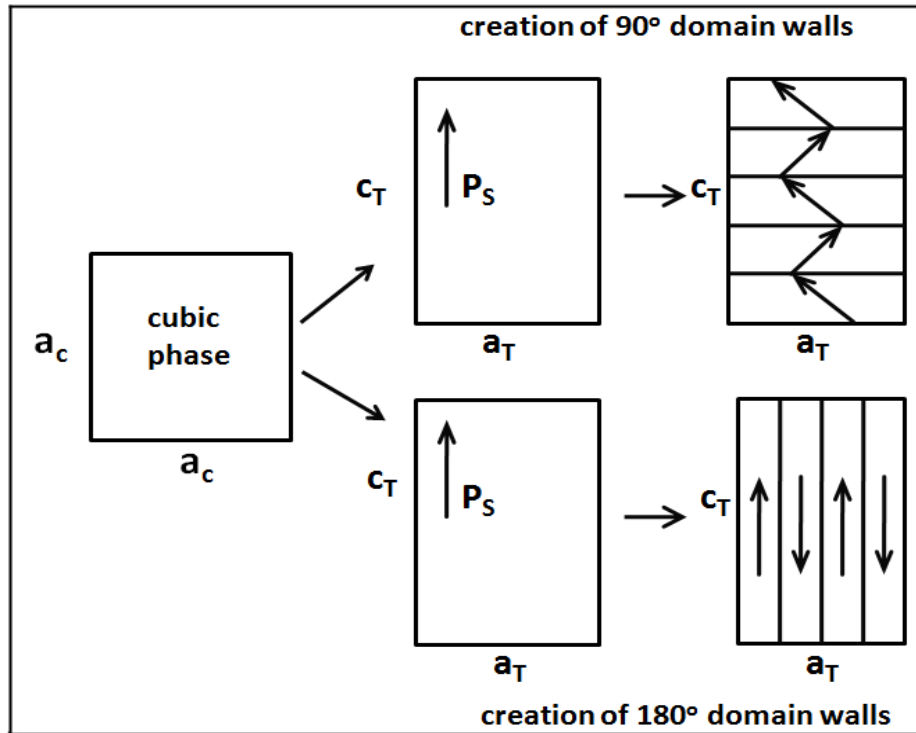 creation of 90° domain walls
c_T
P_S
c_T
a_T
a_T
cubic
phase
a_c
a_c
c_T
P_S
c_T
a_T
a_T
creation of 180° domain walls